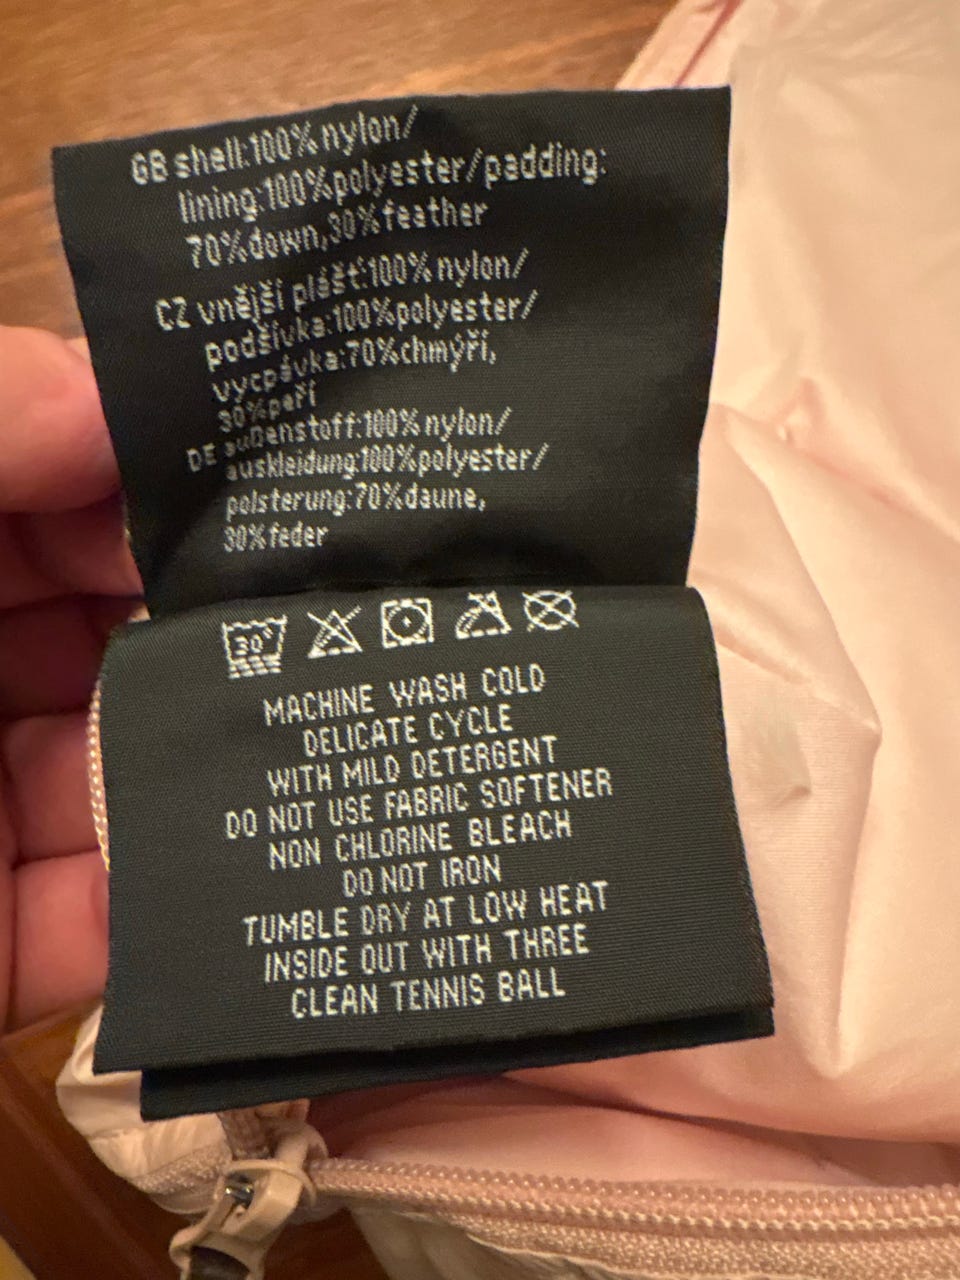 GB shell:100% nylon/
lining:100%polyester/padding:
70%down,30%feather
CZ vnější plášť:100% nylon/
podšívka:100%polyester/
vycpávka:70%chmýří,
30%peří
DE außenstoff:100% nylon/
auskleidung:100%polyester/
polsterung:70%daune,
30%feder
30°
MACHINE WASH COLD
DELICATE CYCLE
WITH MILD DETERGENT
DO NOT USE FABRIC SOFTENER
NON CHLORINE BLEACH
DO NOT IRON
TUMBLE DRY AT LOW HEAT
INSIDE OUT WITH THREE
CLEAN TENNIS BALL